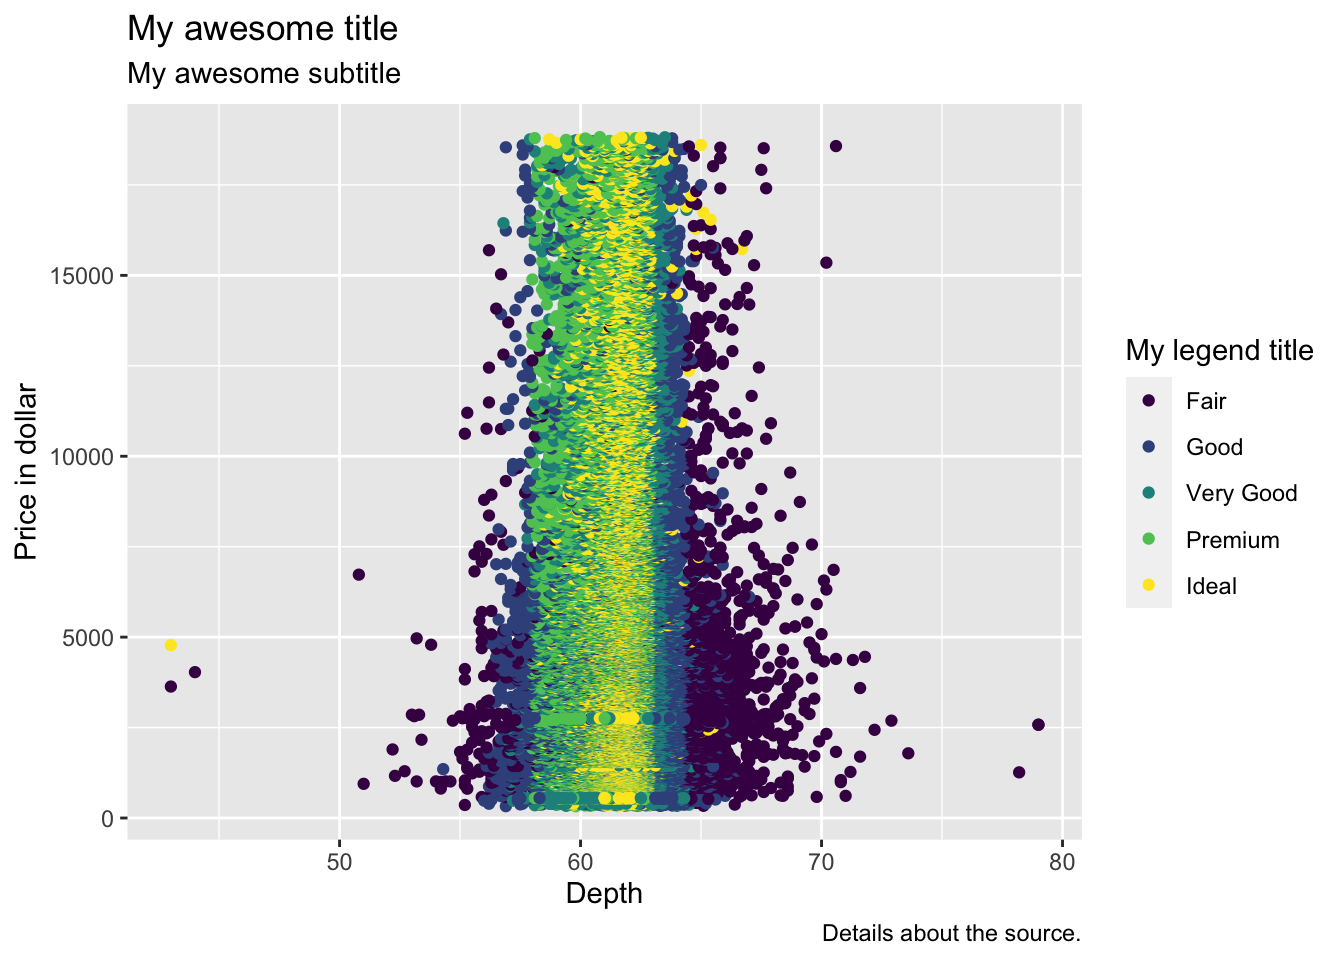 My awesome title
My awesome subtitle
15000
10000
5000
0
Price in dollar
50 60 70 80
Depth
My legend title
Fair
Good
Very Good
Premium
Ideal
Details about the source.